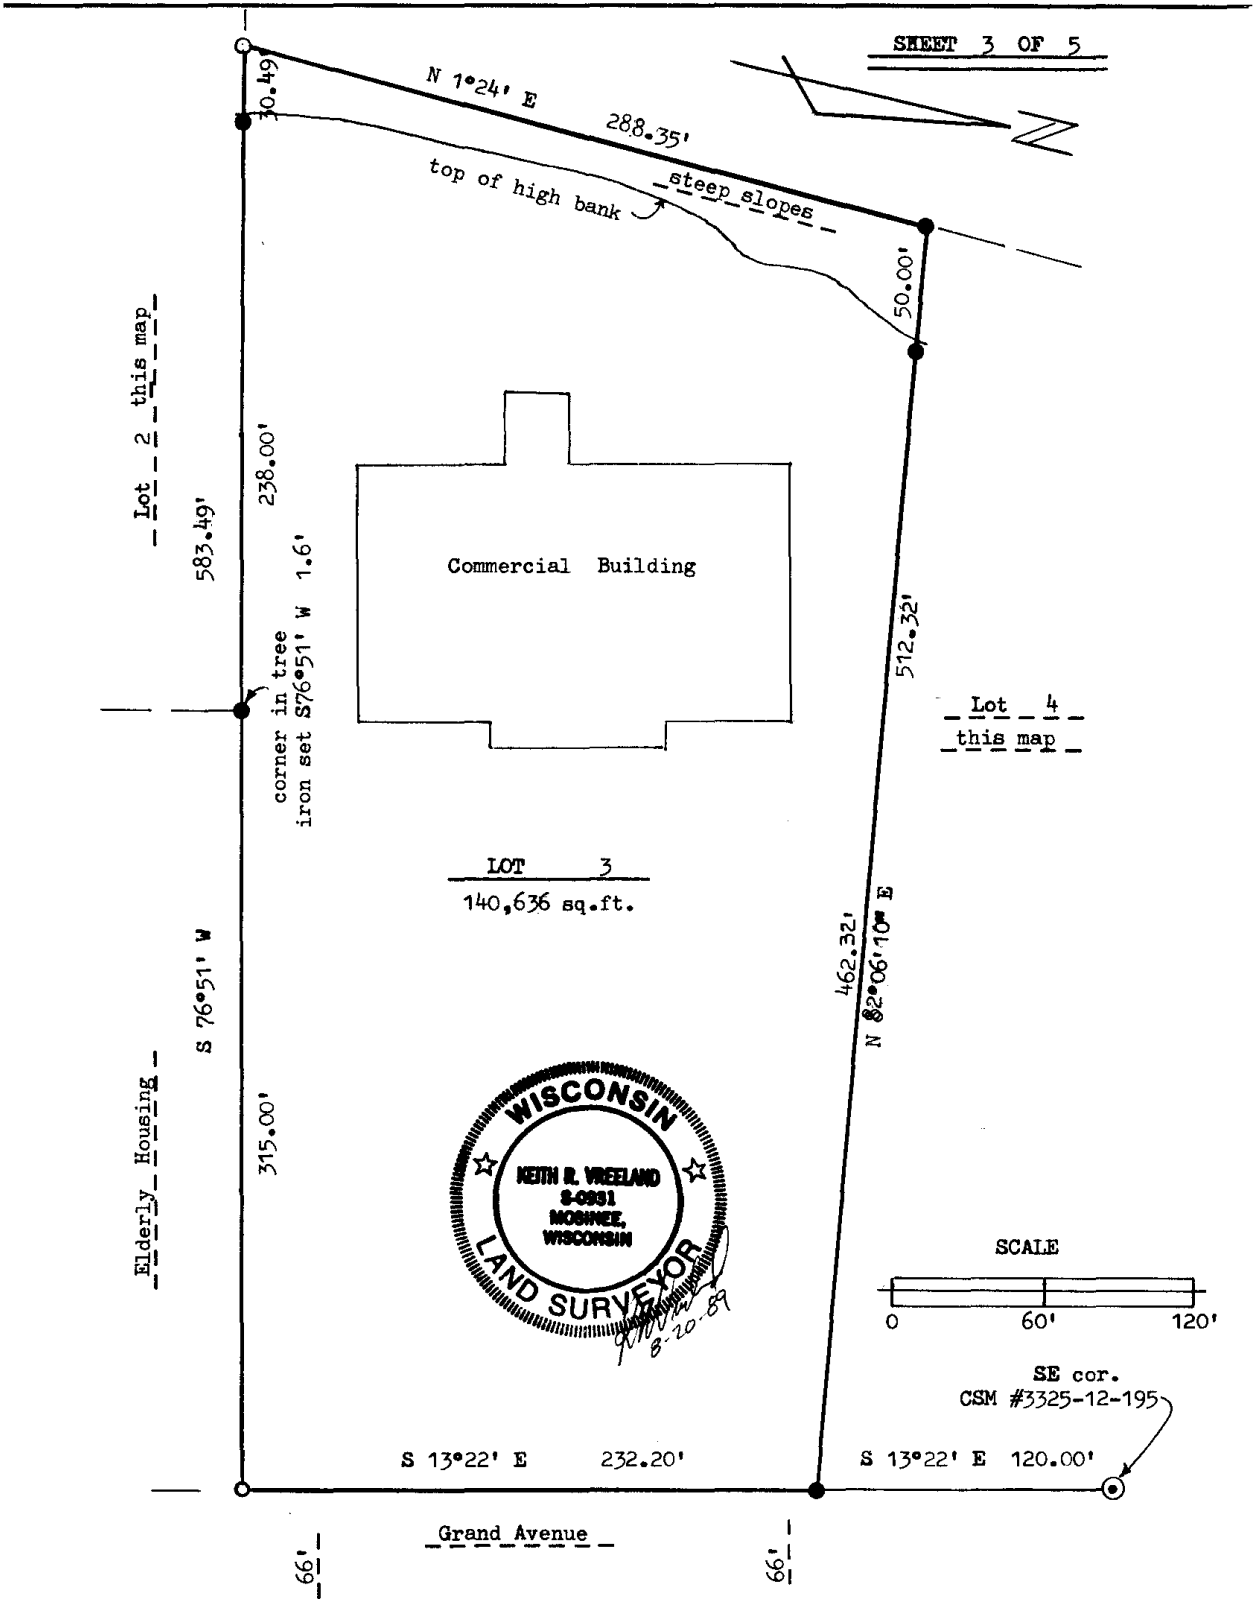 SHEET 3 OF 5
N 1°24' E 288.35'
30.49'
top of high bank
steep slopes
50.00'
Lot 2 this map
238.00'
583.49'
Commercial Building
corner in tree
iron set S76°51' W 1.6'
512.32'
Lot 4
this map
LOT 3
140,636 sq.ft.
462.32'
N 82°06'10" E
S 76°51' W
315.00'
Elderly Housing
WISCONSIN
KEITH R. VREELAND
S-0931
MOSINEE,
WISCONSIN
LAND SURVEYOR
8-20-89
SCALE
0 60' 120'
SE cor.
CSM #3325-12-195
S 13°22' E 232.20'
S 13°22' E 120.00'
Grand Avenue
66'
66'